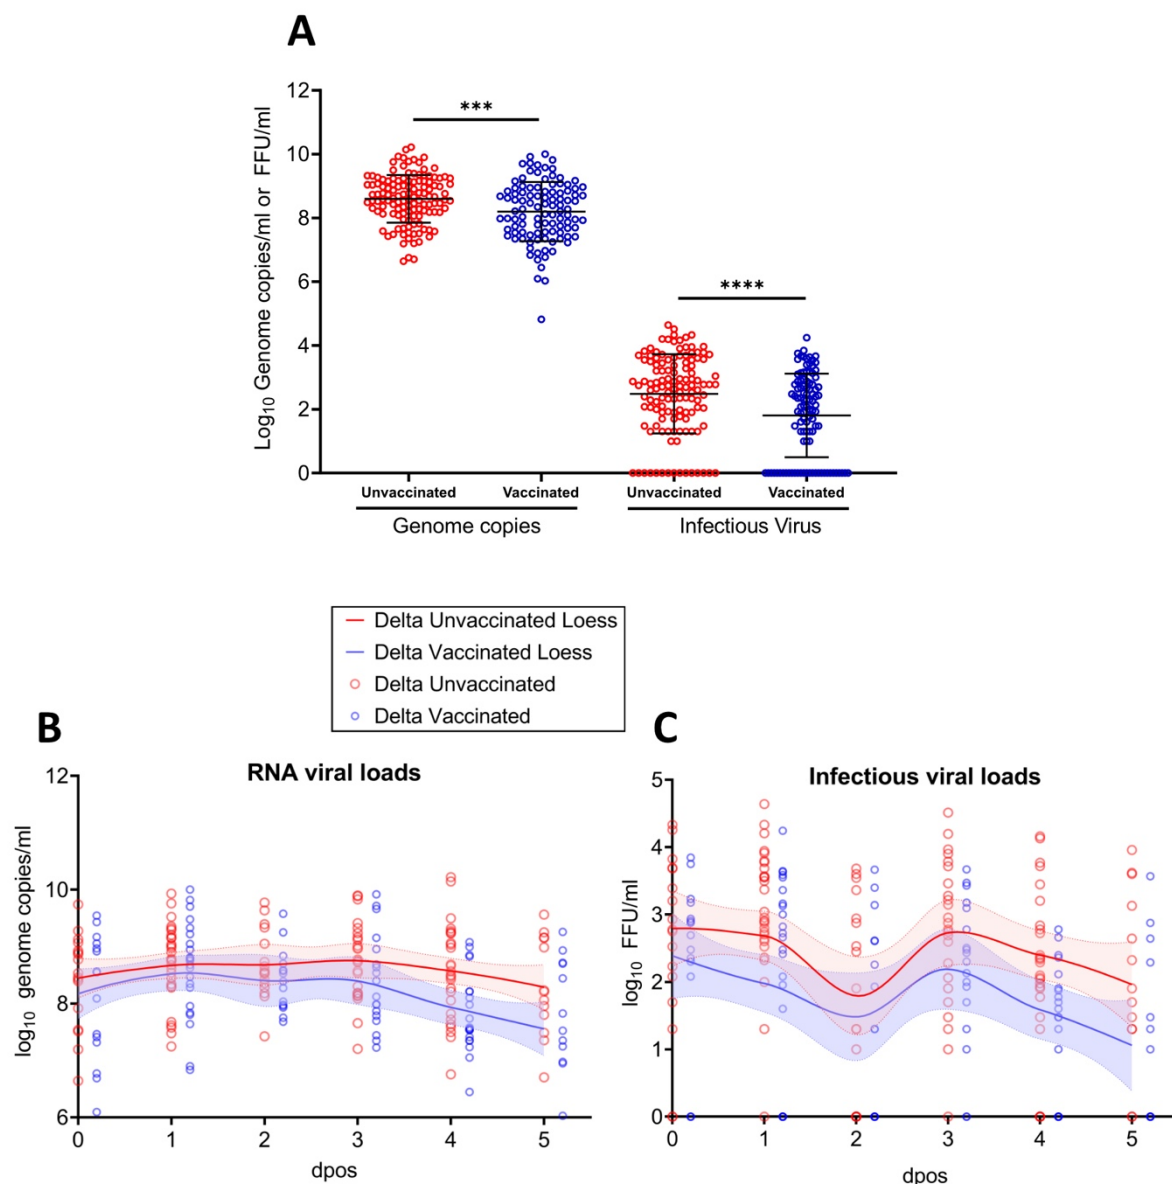 A
Log10 Genome copies/ml or FFU/ml
12
10
8
6
4
2
0
***
****
Unvaccinated Vaccinated Unvaccinated Vaccinated
Genome copies Infectious Virus
Delta Unvaccinated Loess
Delta Vaccinated Loess
Delta Unvaccinated
Delta Vaccinated
B
RNA viral loads
log10 genome copies/ml
12
10
8
6
0 1 2 3 4 5
dpos
C
Infectious viral loads
log10 FFU/ml
5
4
3
2
1
0
0 1 2 3 4 5
dpos